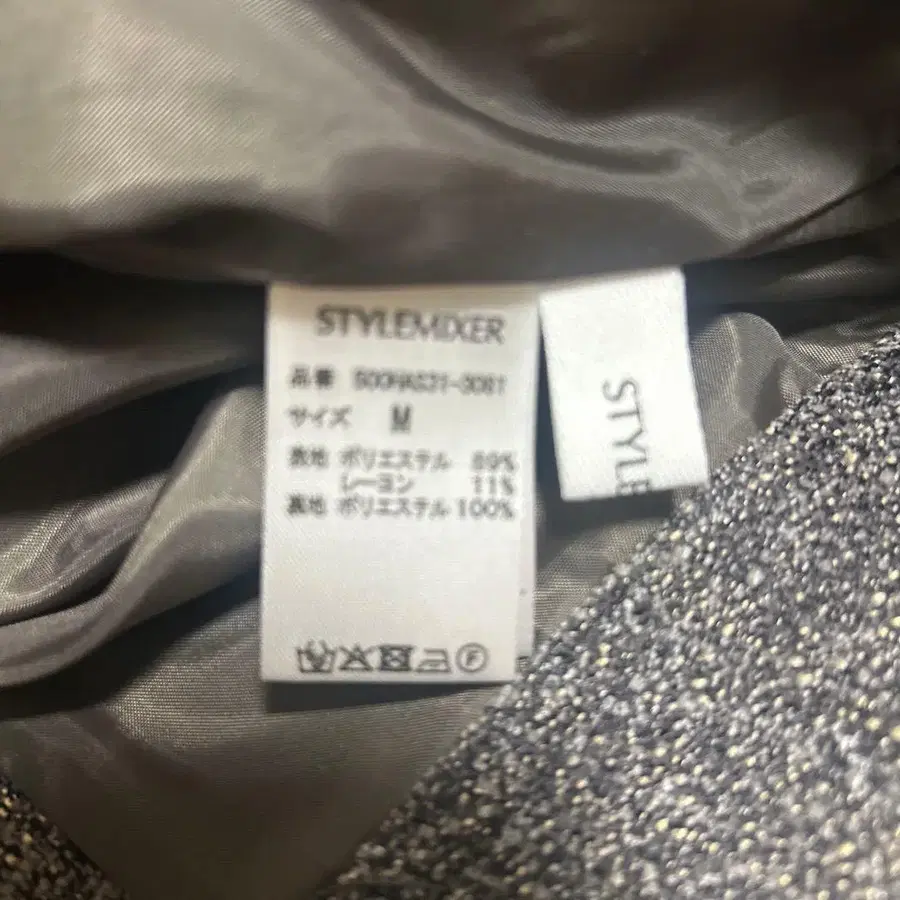 STYLEMIXER
品番
サイズ M
表地 ポリエステル 89%
レーヨン 11%
裏地 ポリエステル 100%
F
STYLE